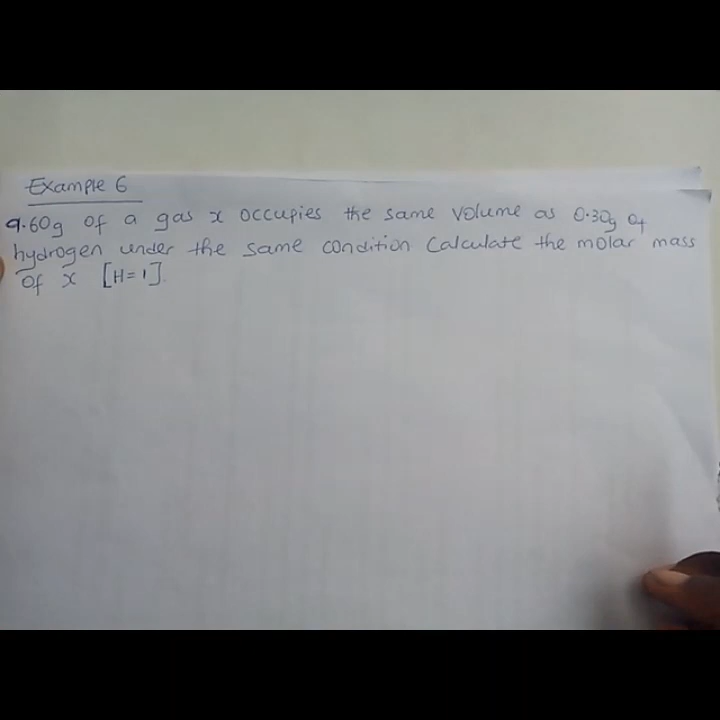 Example 6
9.60g of a gas x occupies the same volume as 0.30g of
hydrogen under the same condition Calculate the molar mass
of x [H=1].